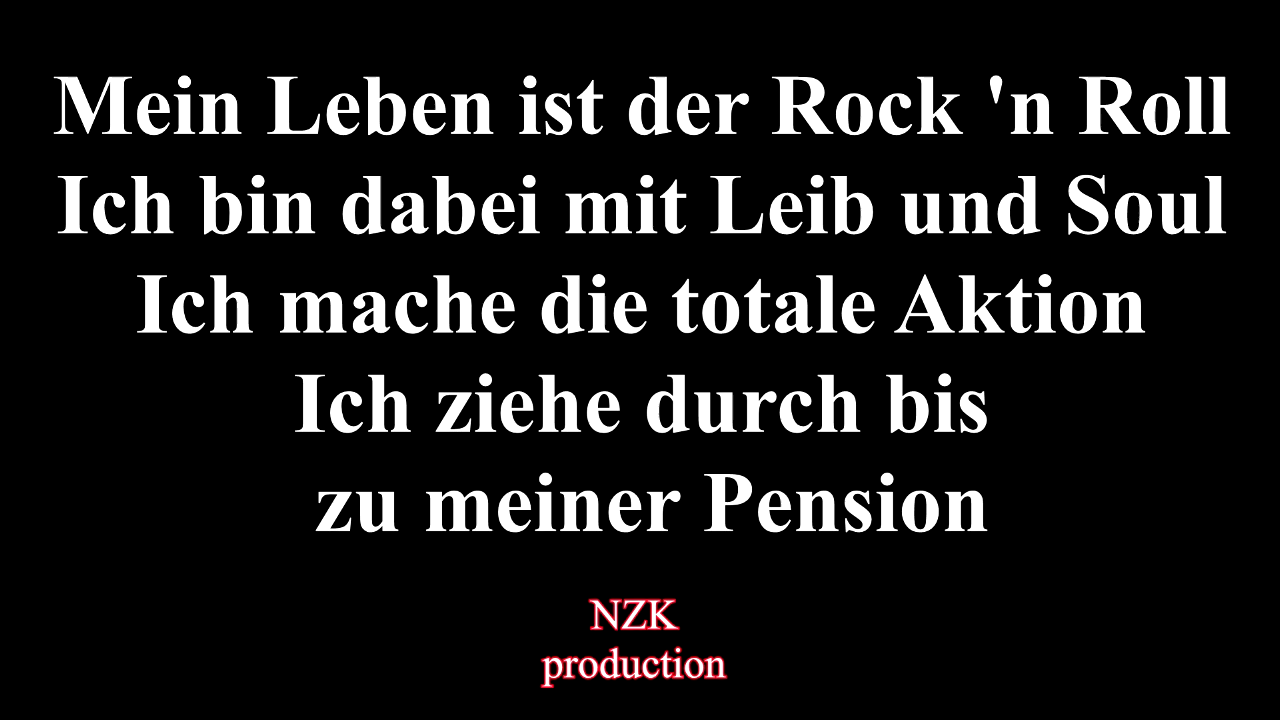 Mein Leben ist der Rock 'n Roll
Ich bin dabei mit Leib und Soul
Ich mache die totale Aktion
Ich ziehe durch bis
zu meiner Pension
NZK
production